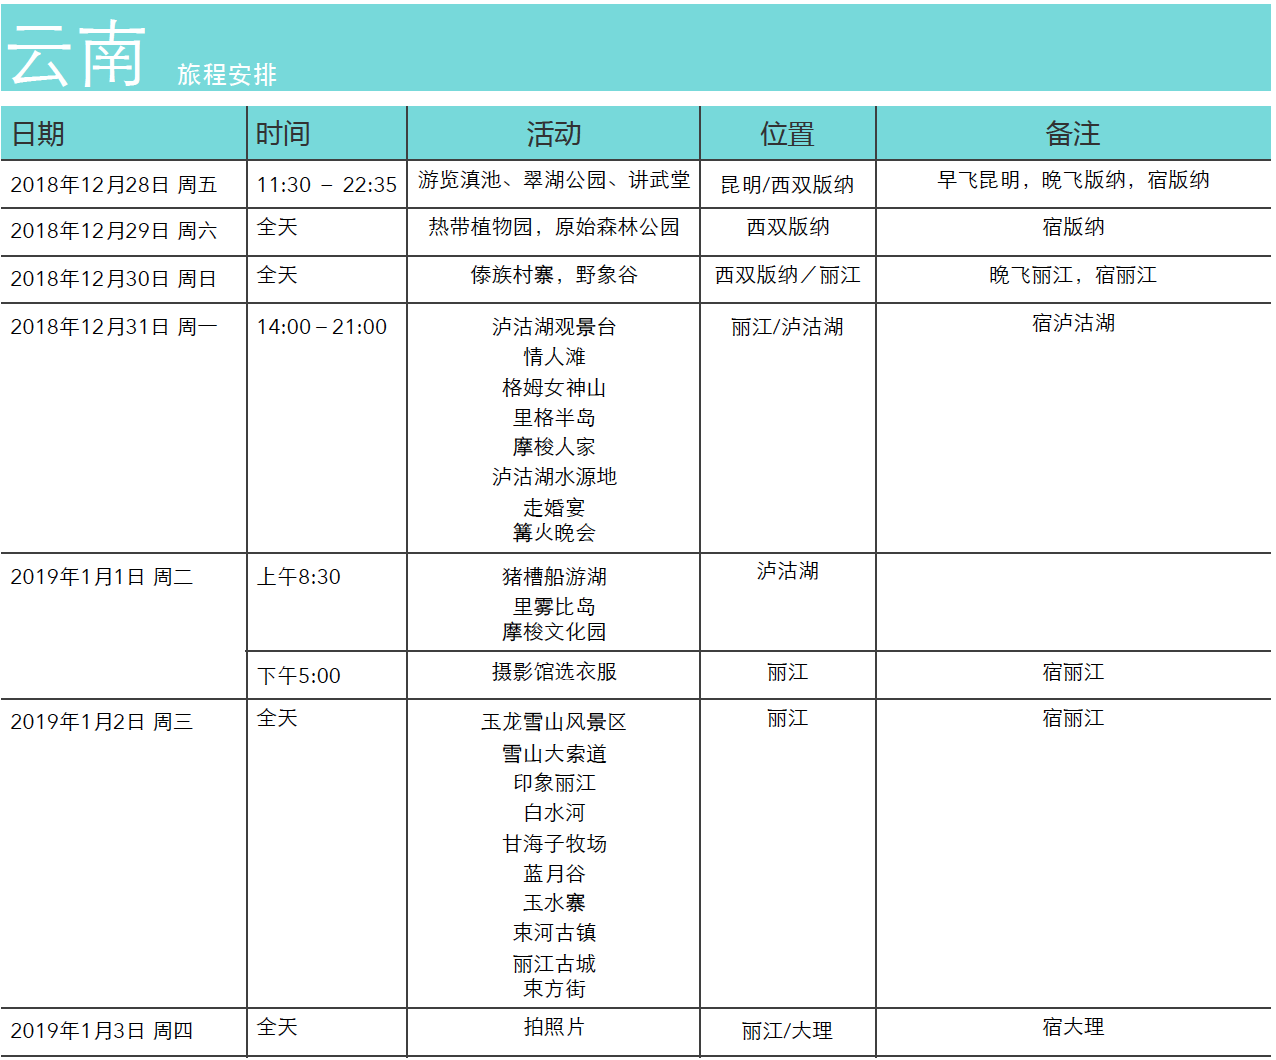 云南 旅程安排
日期 时间 活动 位置 备注
2018年12月28日 周五 11:30 – 22:35 游览滇池、翠湖公园、讲武堂 昆明/西双版纳 早飞昆明，晚飞版纳，宿版纳
2018年12月29日 周六 全天 热带植物园，原始森林公园 西双版纳 宿版纳
2018年12月30日 周日 全天 傣族村寨，野象谷 西双版纳／丽江 晚飞丽江，宿丽江
2018年12月31日 周一 14:00 – 21:00 泸沽湖观景台 丽江/泸沽湖 宿泸沽湖
情人滩
格姆女神山
里格半岛
摩梭人家
泸沽湖水源地
走婚宴
篝火晚会
2019年1月1日 周二 上午8:30 猪槽船游湖 泸沽湖
里雾比岛
摩梭文化园
下午5:00 摄影馆选衣服 丽江 宿丽江
2019年1月2日 周三 全天 玉龙雪山风景区 丽江 宿丽江
雪山大索道
印象丽江
白水河
甘海子牧场
蓝月谷
玉水寨
束河古镇
丽江古城
束方街
2019年1月3日 周四 全天 拍照片 丽江/大理 宿大理